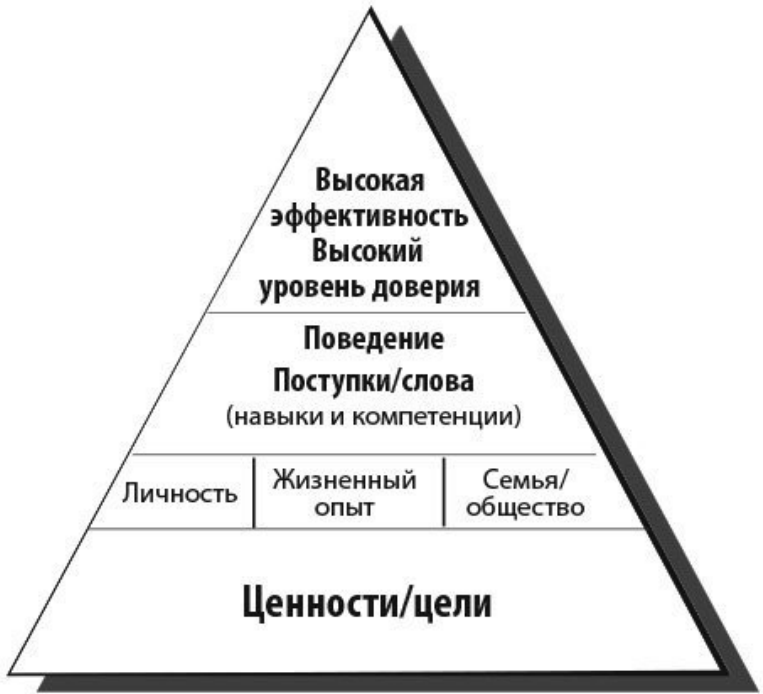 Высокая
эффективность
Высокий
уровень доверия
Поведение
Поступки/слова
(навыки и компетенции)
Личность
Жизненный
опыт
Семья/
общество
Ценности/цели